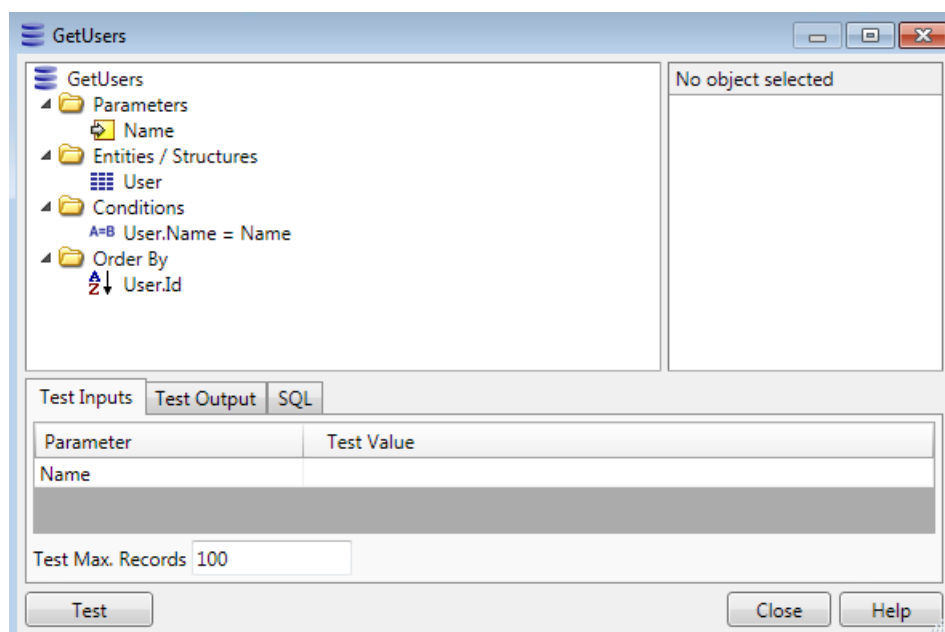 GetUsers
GetUsers
No object selected
Parameters
Name
Entities / Structures
User
Conditions
A=B User.Name = Name
Order By
AZ User.Id
Test Inputs Test Output SQL
Parameter Test Value
Name
Test Max. Records 100
Test Close Help